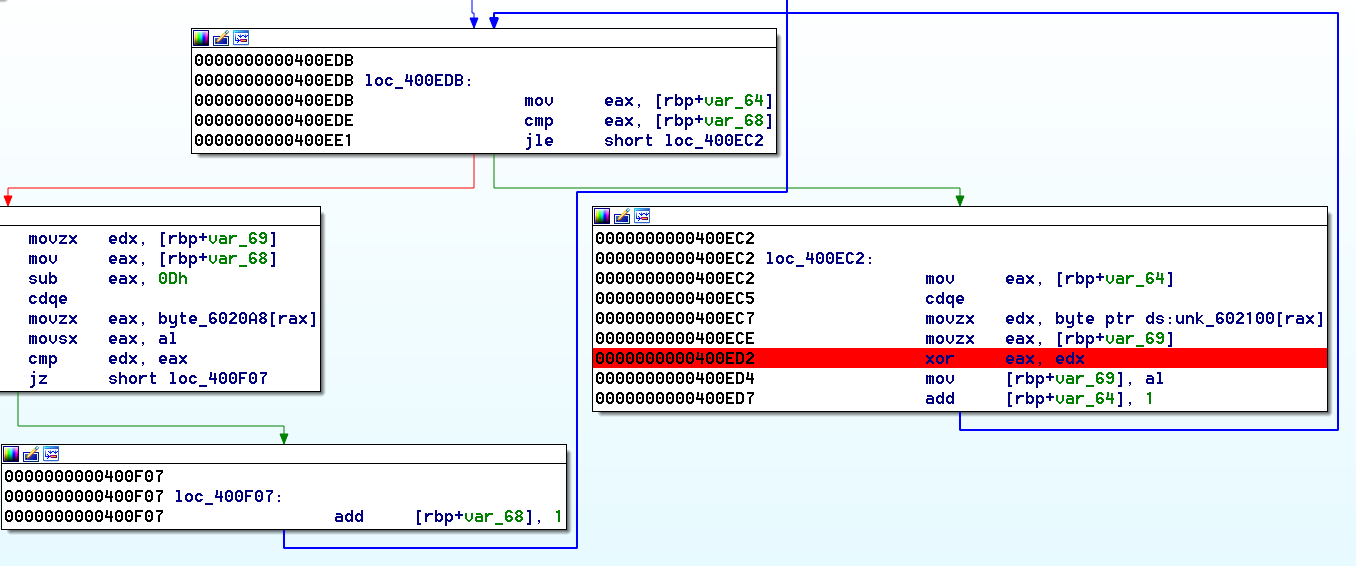 0000000000400EDB
0000000000400EDB loc_400EDB:
0000000000400EDB mov eax, [rbp+var_64]
0000000000400EDE cmp eax, [rbp+var_68]
0000000000400EE1 jle short loc_400EC2
movzx edx, [rbp+var_69]
mov eax, [rbp+var_68]
sub eax, 0Dh
cdqe
movzx eax, byte_6020A8[rax]
movsx eax, al
cmp edx, eax
jz short loc_400F07
0000000000400EC2
0000000000400EC2 loc_400EC2:
0000000000400EC2 mov eax, [rbp+var_64]
0000000000400EC5 cdqe
0000000000400EC7 movzx edx, byte ptr ds:unk_602100[rax]
0000000000400ECE movzx eax, [rbp+var_69]
0000000000400ED2 xor eax, edx
0000000000400ED4 mov [rbp+var_69], al
0000000000400ED7 add [rbp+var_64], 1
0000000000400F07
0000000000400F07 loc_400F07:
0000000000400F07 add [rbp+var_68], 1